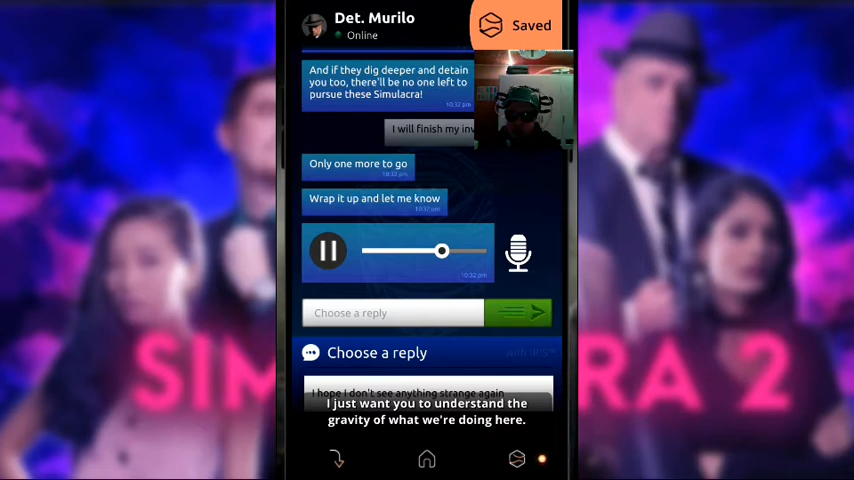 Det. Murilo
Online
Saved
And if they dig deeper and detain
you too, there'll be no one left to
pursue these Simulacra!
10:32 pm
I will finish my inv
Only one more to go
10:32 pm
Wrap it up and let me know
10:32 pm
10:32 pm
Choose a reply
Choose a reply
with IRIS™
I hope I don't see anything strange again
I just want you to understand the
gravity of what we're doing here.
SIM
RA 2